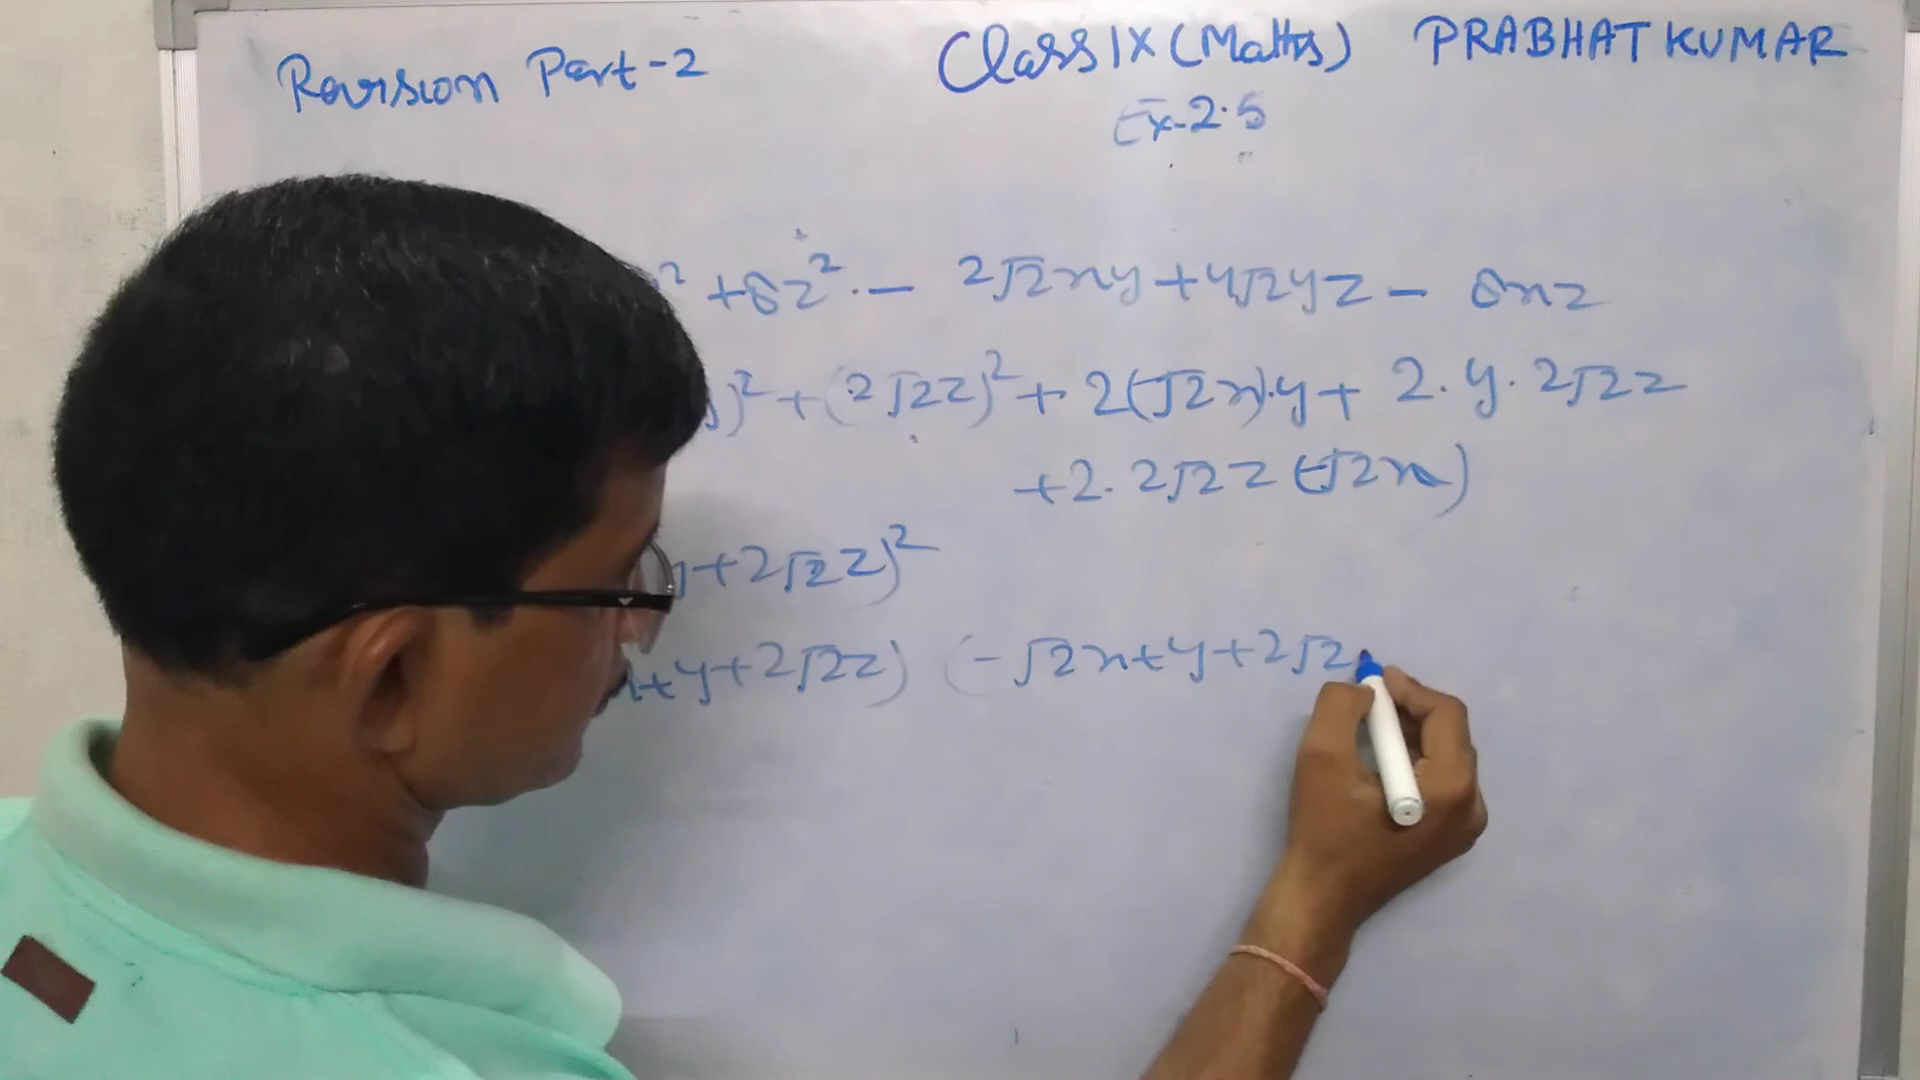 Revision Part-2 Class IX (Maths) PRABHAT KUMAR
Ex-2.5
² + 8z² - 2√2xy + 4√2yz - 8xz
)² + (2√2z)² + 2(-√2x).y + 2.y.2√2z
+2.2√2z(-√2x)
y+2√2z)²
x+y+2√2z) (-√2x+y+2√2